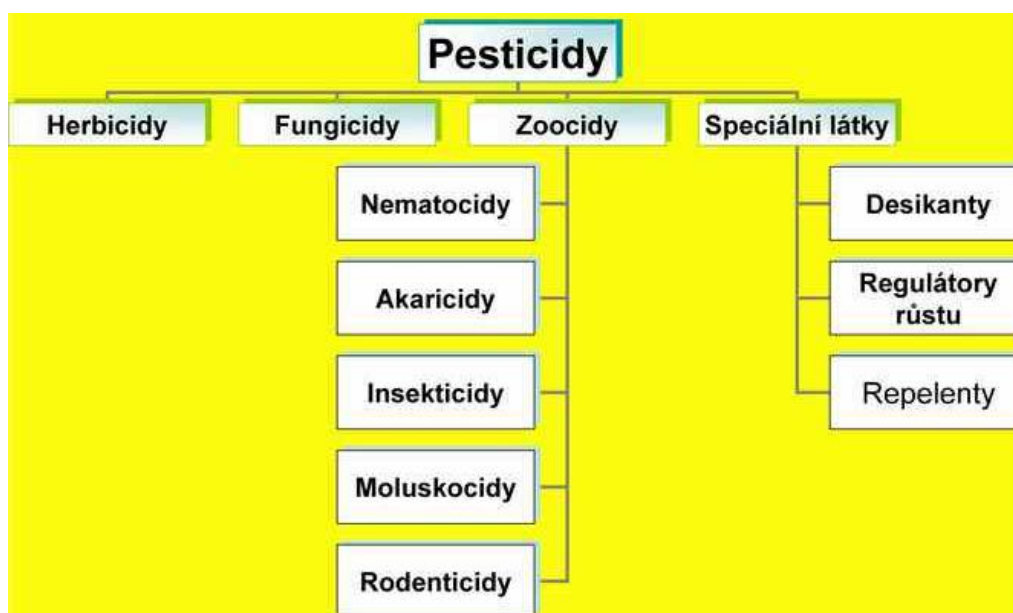 Pesticidy
Herbicidy
Fungicidy
Zoocidy
Speciální látky
Nematocidy
Akaricidy
Insekticidy
Moluskocidy
Rodenticidy
Desikanty
Regulátory
růstu
Repelenty